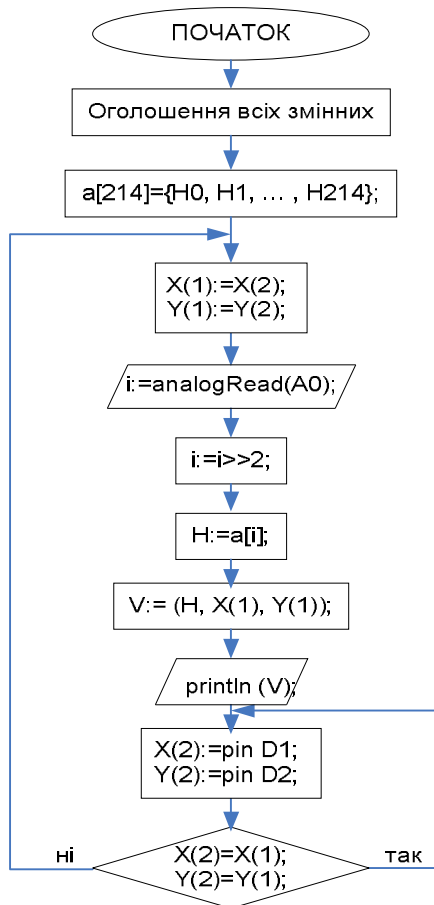 ПОЧАТОК
Оголошення всіх змінних
a[214]={H0, H1, … , H214};
X(1):=X(2);
Y(1):=Y(2);
i:=analogRead(A0);
i:=i>>2;
H:=a[i];
V:= (H, X(1), Y(1));
println (V);
X(2):=pin D1;
Y(2):=pin D2;
ні
X(2)=X(1);
Y(2)=Y(1);
так